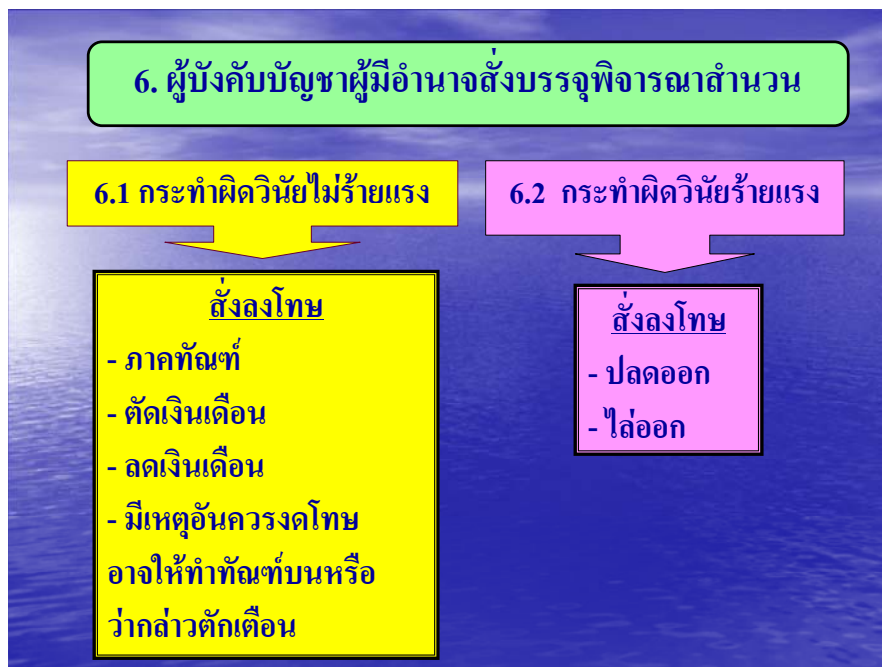 6. ผู้บังคับบัญชาผู้มีอำนาจสั่งบรรจุพิจารณาสำนวน
6.1 กระทำผิดวินัยไม่ร้ายแรง
สั่งลงโทษ
- ภาคทัณฑ์
- ตัดเงินเดือน
- ลดเงินเดือน
- มีเหตุอันควรงดโทษ
อาจให้ทำทัณฑ์บนหรือ
ว่ากล่าวตักเตือน
6.2 กระทำผิดวินัยร้ายแรง
สั่งลงโทษ
- ปลดออก
- ไล่ออก